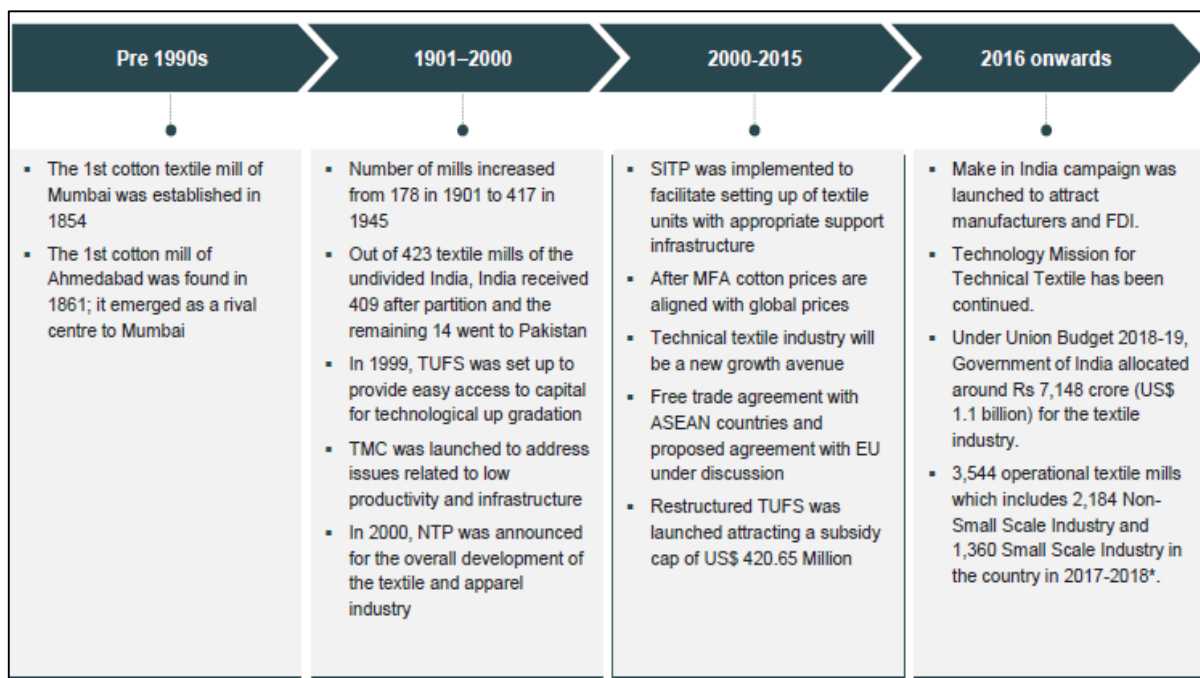 Pre 1990s
1901–2000
2000-2015
2016 onwards
▪ The 1st cotton textile mill of
Mumbai was established in
1854
▪ The 1st cotton mill of
Ahmedabad was found in
1861; it emerged as a rival
centre to Mumbai
▪ Number of mills increased
from 178 in 1901 to 417 in
1945
▪ Out of 423 textile mills of the
undivided India, India received
409 after partition and the
remaining 14 went to Pakistan
▪ In 1999, TUFS was set up to
provide easy access to capital
for technological up gradation
▪ TMC was launched to address
issues related to low
productivity and infrastructure
▪ In 2000, NTP was announced
for the overall development of
the textile and apparel
industry
▪ SITP was implemented to
facilitate setting up of textile
units with appropriate support
infrastructure
▪ After MFA cotton prices are
aligned with global prices
▪ Technical textile industry will
be a new growth avenue
▪ Free trade agreement with
ASEAN countries and
proposed agreement with EU
under discussion
▪ Restructured TUFS was
launched attracting a subsidy
cap of US$ 420.65 Million
▪ Make in India campaign was
launched to attract
manufacturers and FDI.
▪ Technology Mission for
Technical Textile has been
continued.
▪ Under Union Budget 2018-19,
Government of India allocated
around Rs 7,148 crore (US$
1.1 billion) for the textile
industry.
▪ 3,544 operational textile mills
which includes 2,184 Non-
Small Scale Industry and
1,360 Small Scale Industry in
the country in 2017-2018*.